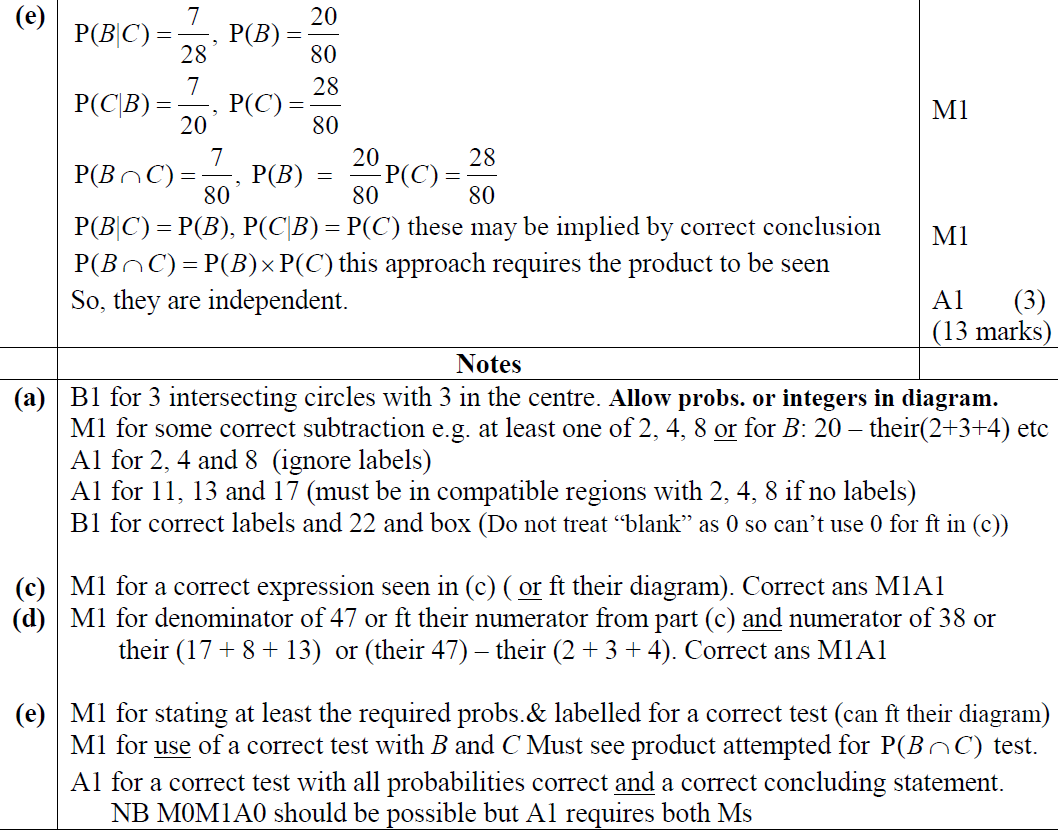 (e) P(B|C) = 7/28, P(B) = 20/80
P(C|B) = 7/20, P(C) = 28/80 M1
P(B∩C) = 7/80, P(B) = 20/80 P(C) = 28/80
P(B|C) = P(B), P(C|B) = P(C) these may be implied by correct conclusion M1
P(B∩C) = P(B)×P(C) this approach requires the product to be seen
So, they are independent. A1 (3)
(13 marks)
Notes
(a) B1 for 3 intersecting circles with 3 in the centre. Allow probs. or integers in diagram.
M1 for some correct subtraction e.g. at least one of 2, 4, 8 or for B: 20 – their(2+3+4) etc
A1 for 2, 4 and 8 (ignore labels)
A1 for 11, 13 and 17 (must be in compatible regions with 2, 4, 8 if no labels)
B1 for correct labels and 22 and box (Do not treat “blank” as 0 so can’t use 0 for ft in (c))
(c) M1 for a correct expression seen in (c) ( or ft their diagram). Correct ans M1A1
(d) M1 for denominator of 47 or ft their numerator from part (c) and numerator of 38 or
their (17 + 8 + 13) or (their 47) – their (2 + 3 + 4). Correct ans M1A1
(e) M1 for stating at least the required probs.& labelled for a correct test (can ft their diagram)
M1 for use of a correct test with B and C Must see product attempted for P(B∩C) test.
A1 for a correct test with all probabilities correct and a correct concluding statement.
NB M0M1A0 should be possible but A1 requires both Ms